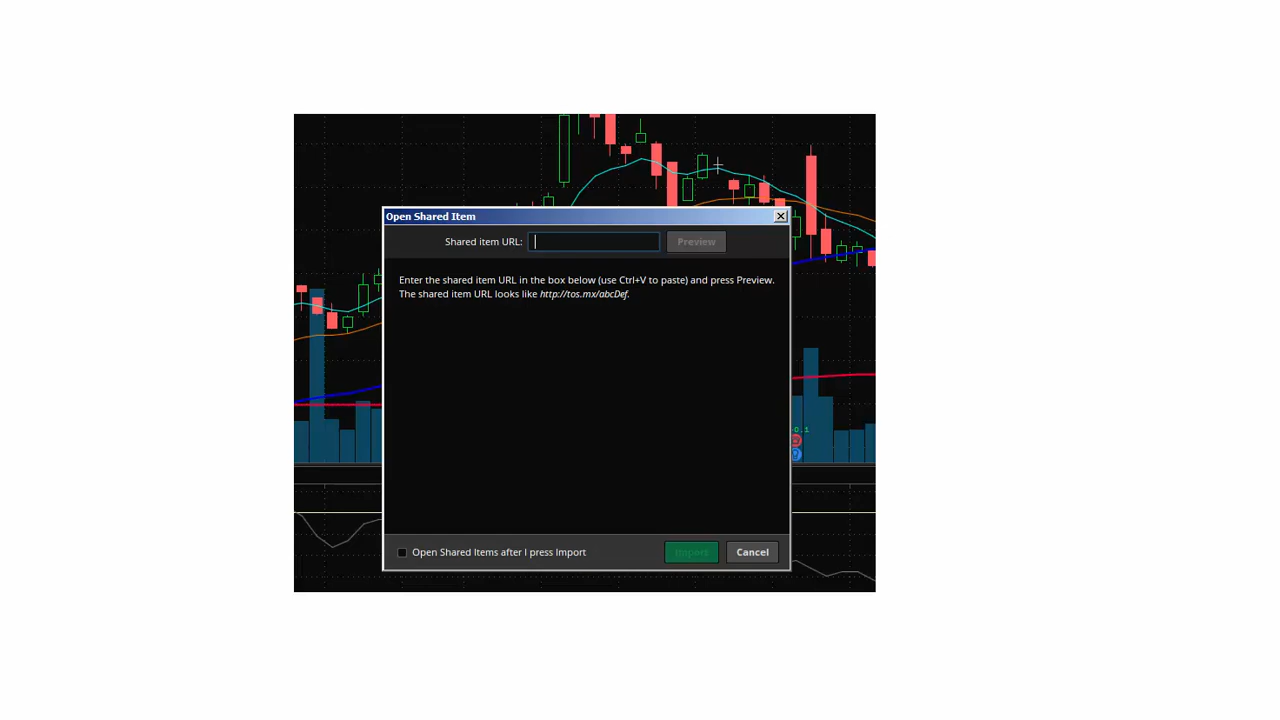 Open Shared Item
Shared item URL:
Preview
Enter the shared item URL in the box below (use Ctrl+V to paste) and press Preview.
The shared item URL looks like http://tos.mx/abcDef.
Open Shared Items after I press Import
Import
Cancel